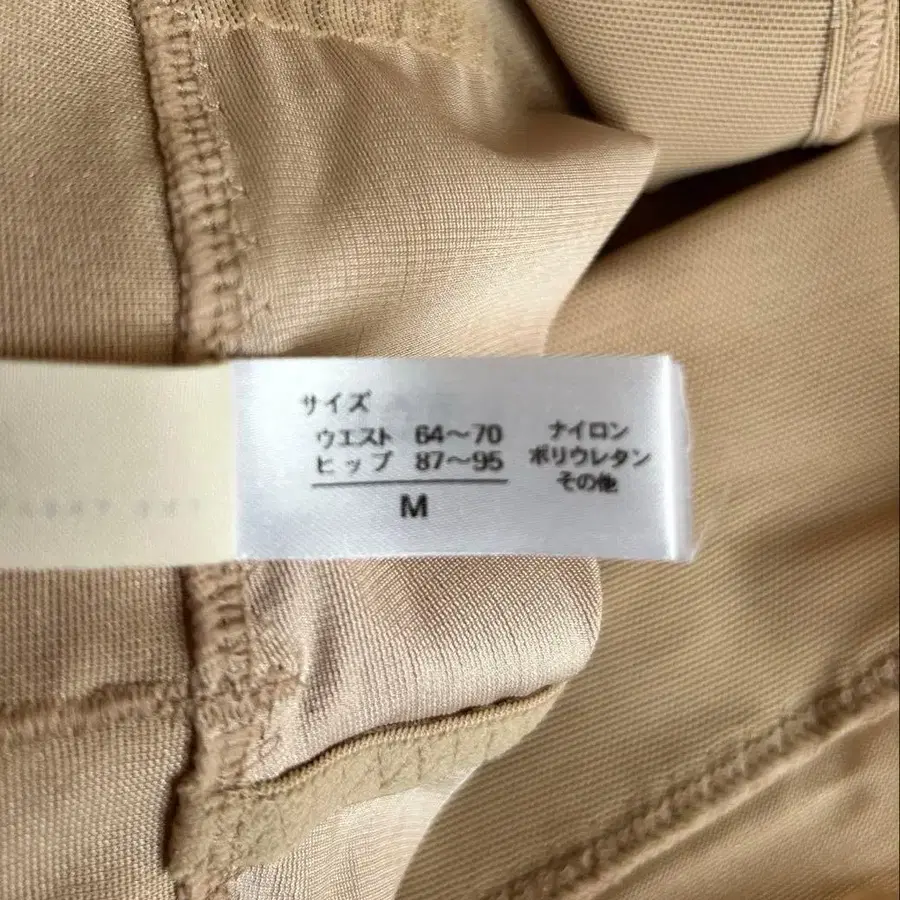 サイズ
ウエスト 64〜70
ヒップ 87〜95
M
ナイロン
ポリウレタン
その他